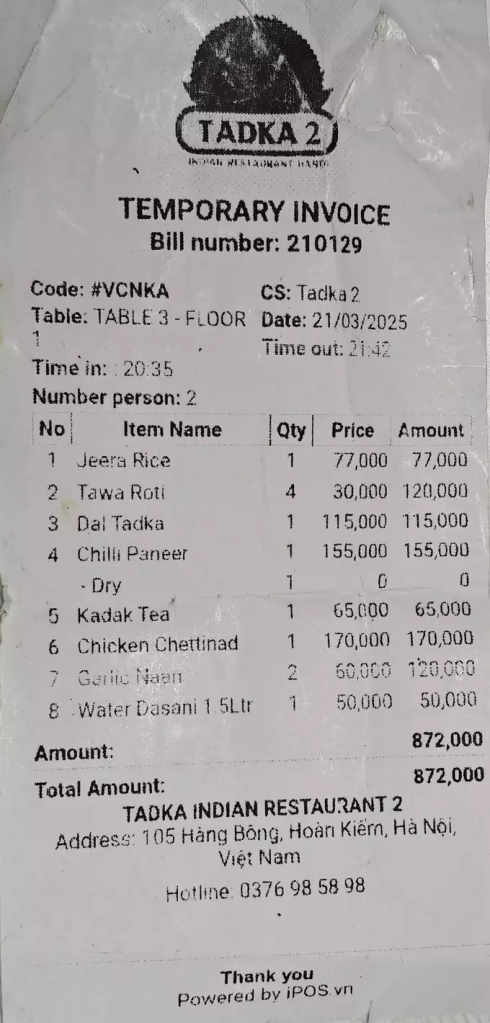 TADKA 2
INDIAN RESTAURANT HANOI
TEMPORARY INVOICE
Bill number: 210129
Code: #VCNKA CS: Tadka 2
Table: TABLE 3 - FLOOR Date: 21/03/2025
1 Time out: 21:42
Time in: : 20:35
Number person: 2
No Item Name Qty Price Amount
1 Jeera Rice 1 77,000 77,000
2 Tawa Roti 4 30,000 120,000
3 Dal Tadka 1 115,000 115,000
4 Chilli Paneer 1 155,000 155,000
- Dry 1 0 0
5 Kadak Tea 1 65,000 65,000
6 Chicken Chettinad 1 170,000 170,000
7 Garlic Naan 2 60,000 120,000
8 Water Dasani 1.5Ltr 1 50,000 50,000
Amount: 872,000
Total Amount: 872,000
TADKA INDIAN RESTAURANT 2
Address: 105 Hàng Bông, Hoàn Kiếm, Hà Nội,
Việt Nam
Hotline: 0376 98 58 98
Thank you
Powered by iPOS.vn